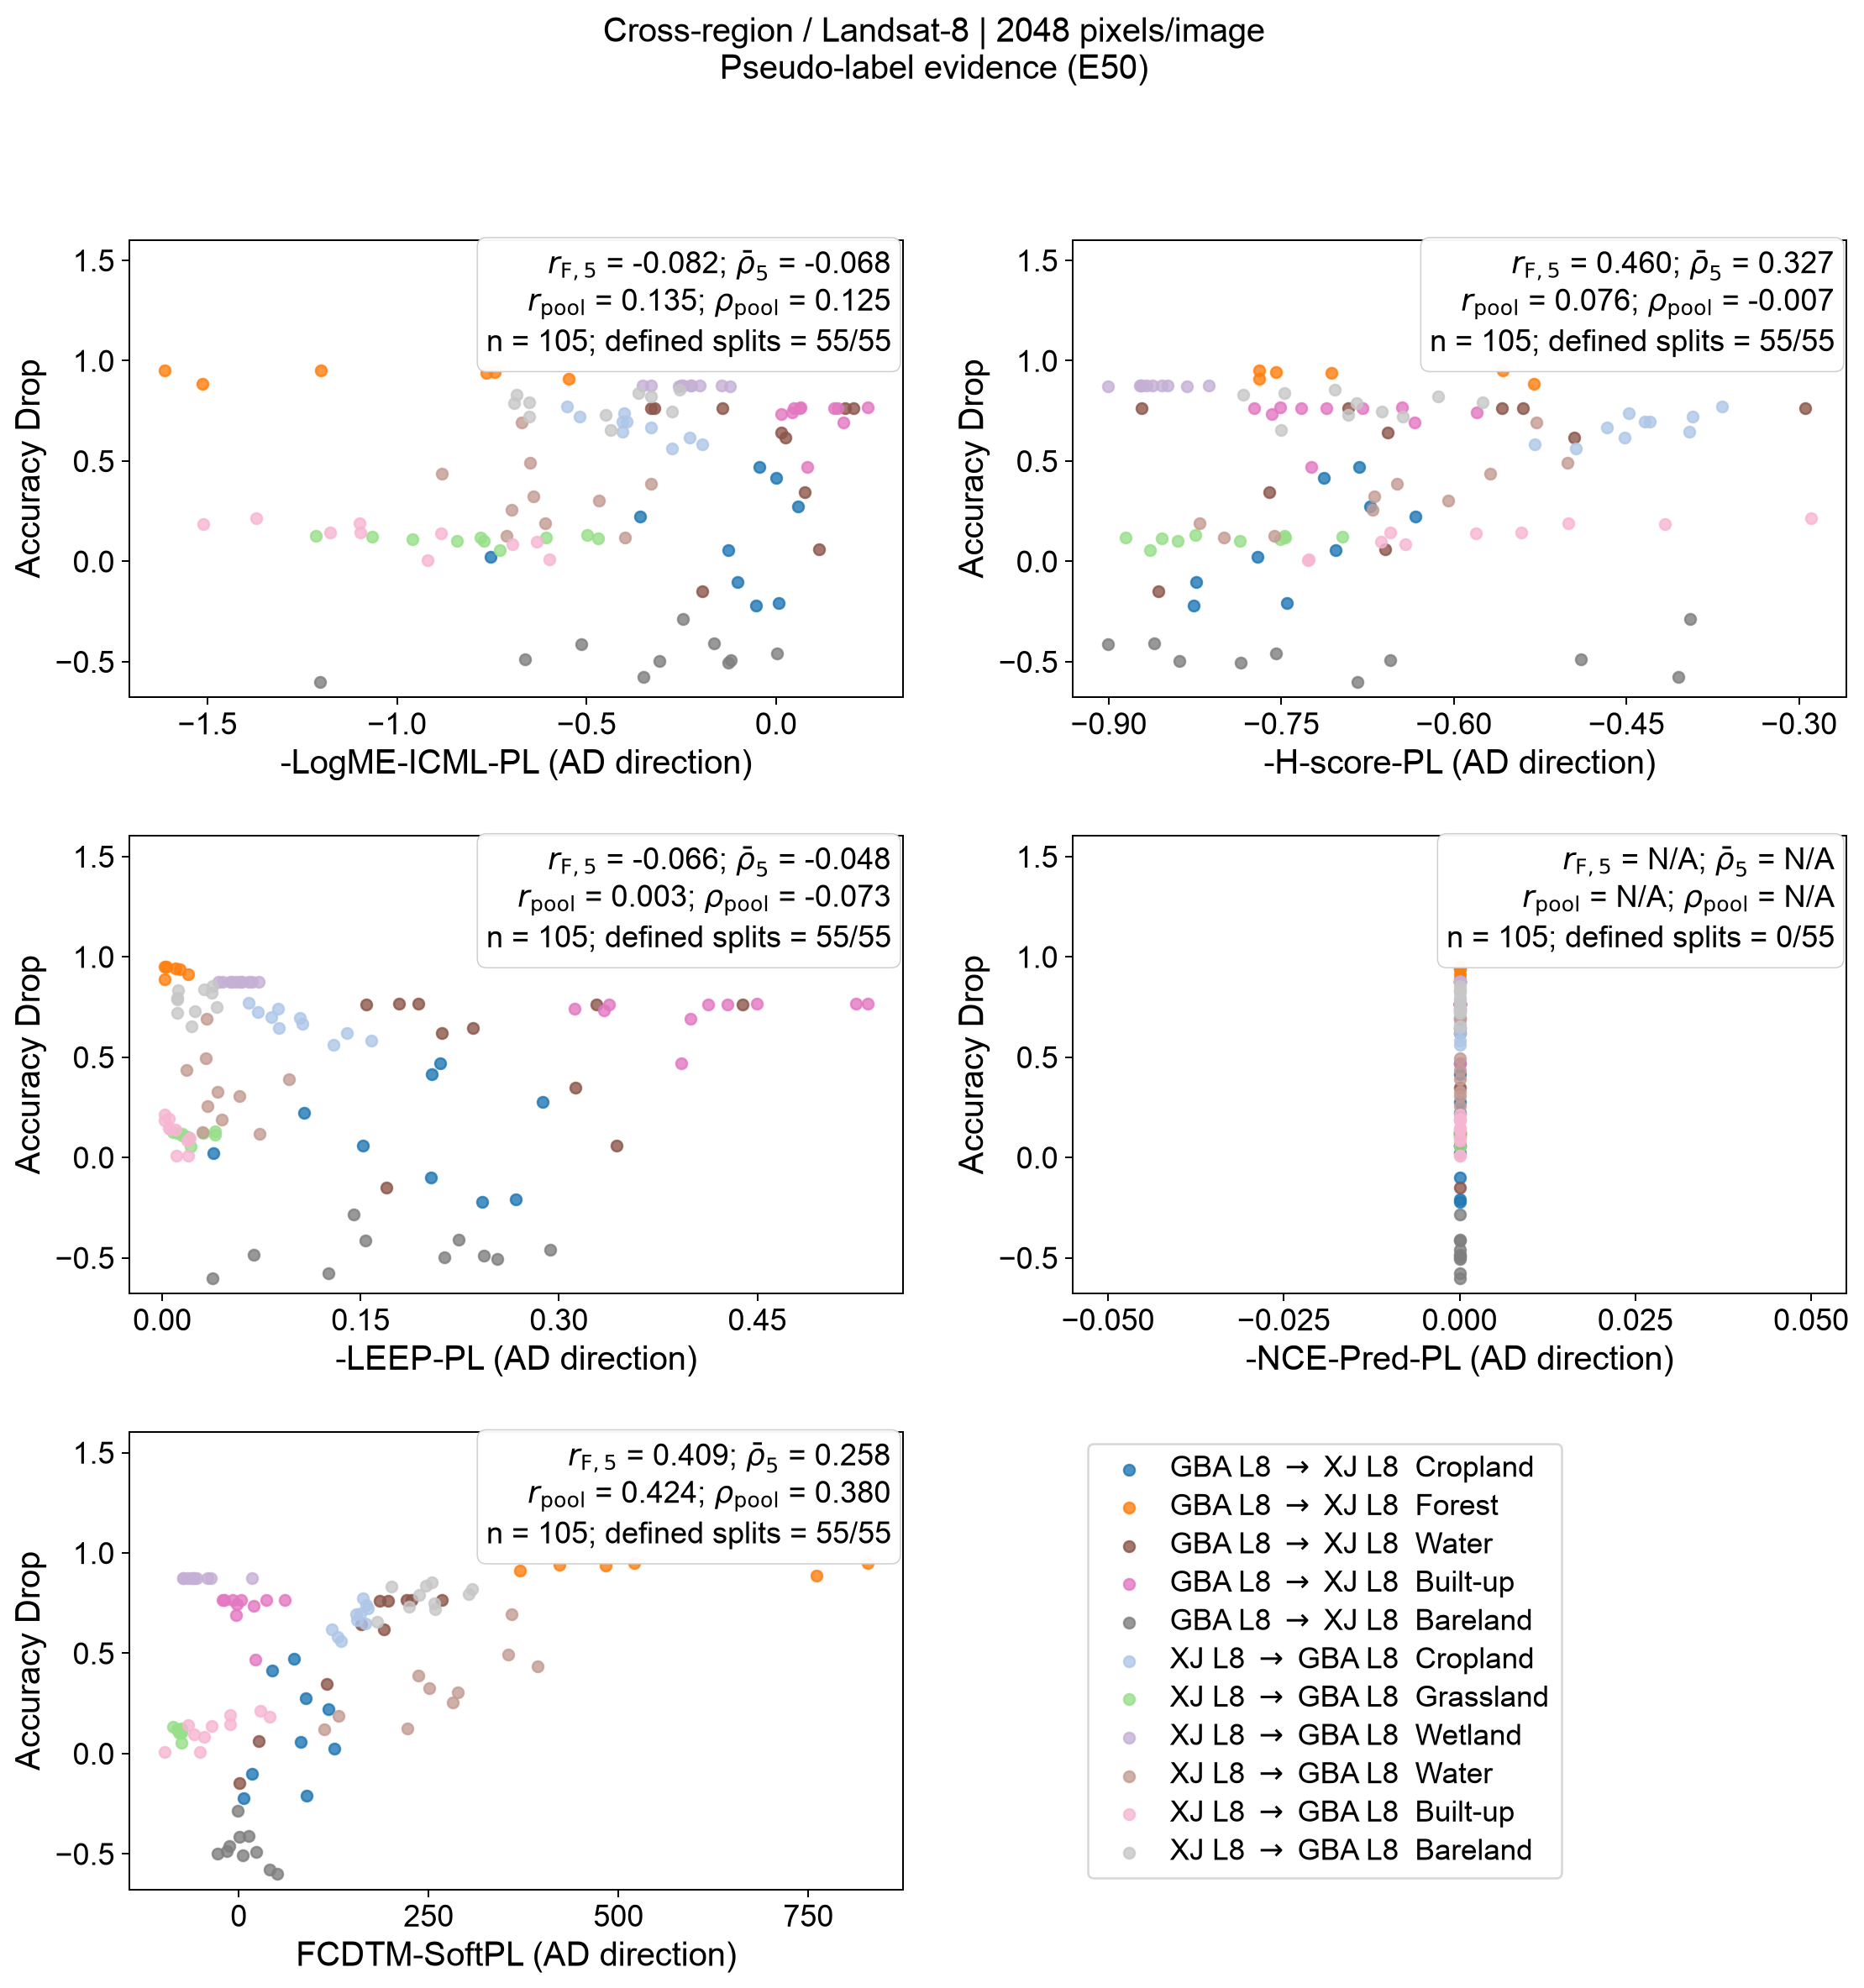 Cross-region / Landsat-8 | 2048 pixels/image
Pseudo-label evidence (E50)
r_F, 5 = -0.082; ρ̄_5 = -0.068
r_pool = 0.135; ρ_pool = 0.125
n = 105; defined splits = 55/55
Accuracy Drop
1.5
1.0
0.5
0.0
−0.5
−1.5 −1.0 −0.5 0.0
-LogME-ICML-PL (AD direction)
r_F, 5 = 0.460; ρ̄_5 = 0.327
r_pool = 0.076; ρ_pool = -0.007
n = 105; defined splits = 55/55
Accuracy Drop
1.5
1.0
0.5
0.0
−0.5
−0.90 −0.75 −0.60 −0.45 −0.30
-H-score-PL (AD direction)
r_F, 5 = -0.066; ρ̄_5 = -0.048
r_pool = 0.003; ρ_pool = -0.073
n = 105; defined splits = 55/55
Accuracy Drop
1.5
1.0
0.5
0.0
−0.5
0.00 0.15 0.30 0.45
-LEEP-PL (AD direction)
r_F, 5 = N/A; ρ̄_5 = N/A
r_pool = N/A; ρ_pool = N/A
n = 105; defined splits = 0/55
Accuracy Drop
1.5
1.0
0.5
0.0
−0.5
−0.050 −0.025 0.000 0.025 0.050
-NCE-Pred-PL (AD direction)
r_F, 5 = 0.409; ρ̄_5 = 0.258
r_pool = 0.424; ρ_pool = 0.380
n = 105; defined splits = 55/55
Accuracy Drop
1.5
1.0
0.5
0.0
−0.5
0 250 500 750
FCDTM-SoftPL (AD direction)
GBA L8 → XJ L8 Cropland
GBA L8 → XJ L8 Forest
GBA L8 → XJ L8 Water
GBA L8 → XJ L8 Built-up
GBA L8 → XJ L8 Bareland
XJ L8 → GBA L8 Cropland
XJ L8 → GBA L8 Grassland
XJ L8 → GBA L8 Wetland
XJ L8 → GBA L8 Water
XJ L8 → GBA L8 Built-up
XJ L8 → GBA L8 Bareland